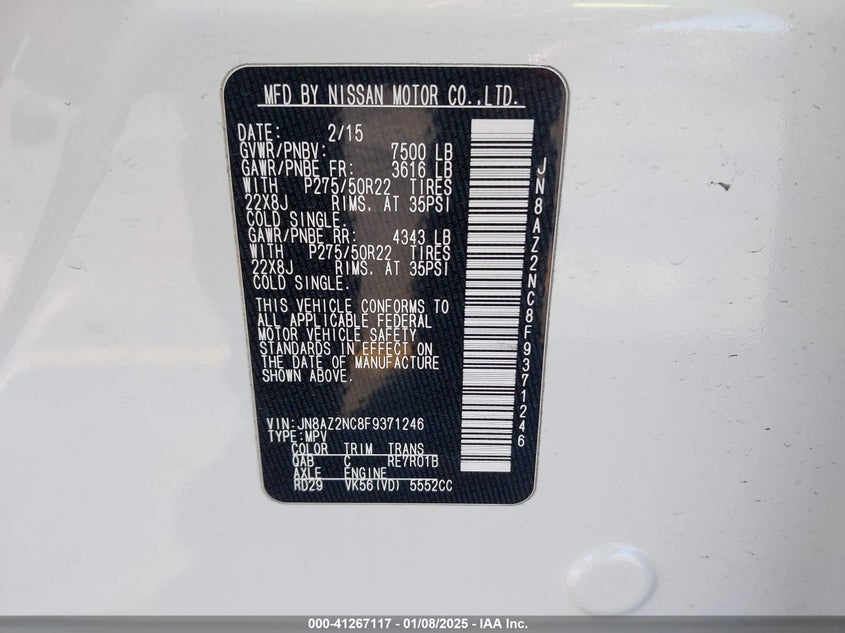 MFD BY NISSAN MOTOR CO.,LTD.
DATE: 2/15
GVWR/PNBV: 7500 LB
GAWR/PNBE FR: 3616 LB
WITH P275/50R22 TIRES
22X8J RIMS. AT 35PSI
COLD SINGLE.
GAWR/PNBE RR: 4343 LB
WITH P275/50R22 TIRES
22X8J RIMS. AT 35PSI
COLD SINGLE.
THIS VEHICLE CONFORMS TO
ALL APPLICABLE FEDERAL
MOTOR VEHICLE SAFETY
STANDARDS IN EFFECT ON
THE DATE OF MANUFACTURE
SHOWN ABOVE.
VIN:JN8AZ2NC8F9371246
TYPE:MPV
COLOR TRIM TRANS
QAB C RE7R01B
AXLE ENGINE
RD29 VK56(VD) 5552CC
JN8AZ2NC8F9371246
000-41267117 - 01/08/2025 - IAA Inc.